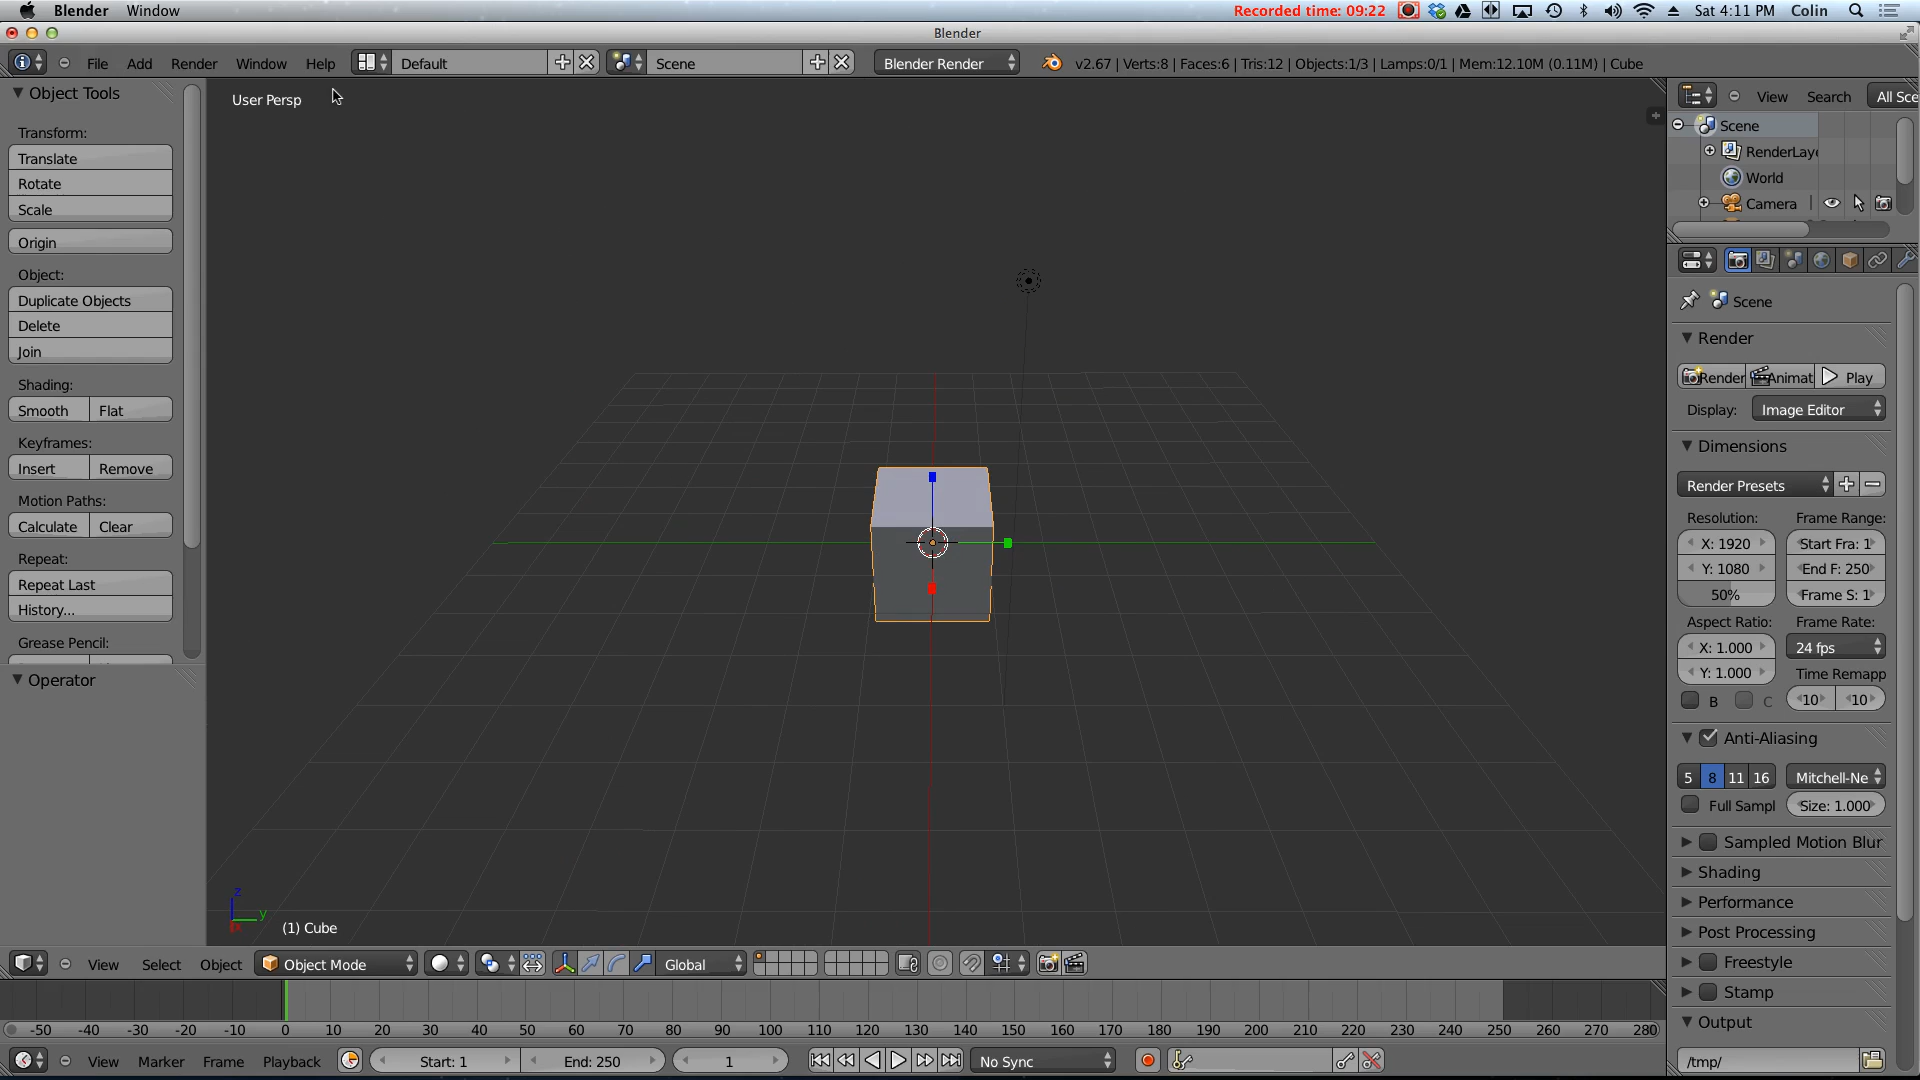 Blender Window Recorded time: 09:22 Sat 4:11 PM Colin
Blender
File Add Render Window Help Default Scene Blender Render v2.67 | Verts:8 | Faces:6 | Tris:12 | Objects:1/3 | Lamps:0/1 | Mem:12.10M (0.11M) | Cube
Object Tools
Transform:
Translate
Rotate
Scale
Origin
Object:
Duplicate Objects
Delete
Join
Shading:
Smooth Flat
Keyframes:
Insert Remove
Motion Paths:
Calculate Clear
Repeat:
Repeat Last
History...
Grease Pencil:
Operator
User Persp
z
y
(1) Cube
View Search All Sce
Scene
RenderLaye
World
Camera
Scene
Render
Render Animat Play
Display: Image Editor
Dimensions
Render Presets
Resolution: Frame Range:
X: 1920 Start Fra: 1
Y: 1080 End F: 250
50% Frame S: 1
Aspect Ratio: Frame Rate:
X: 1.000 24 fps
Y: 1.000 Time Remapp
B C 10 10
Anti-Aliasing
5 8 11 16 Mitchell-Ne
Full Sampl Size: 1.000
Sampled Motion Blur
Shading
Performance
Post Processing
Freestyle
Stamp
Output
/tmp/
View Select Object Object Mode Global
-50 -40 -30 -20 -10 0 10 20 30 40 50 60 70 80 90 100 110 120 130 140 150 160 170 180 190 200 210 220 230 240 250 260 270 280
View Marker Frame Playback Start: 1 End: 250 1 No Sync